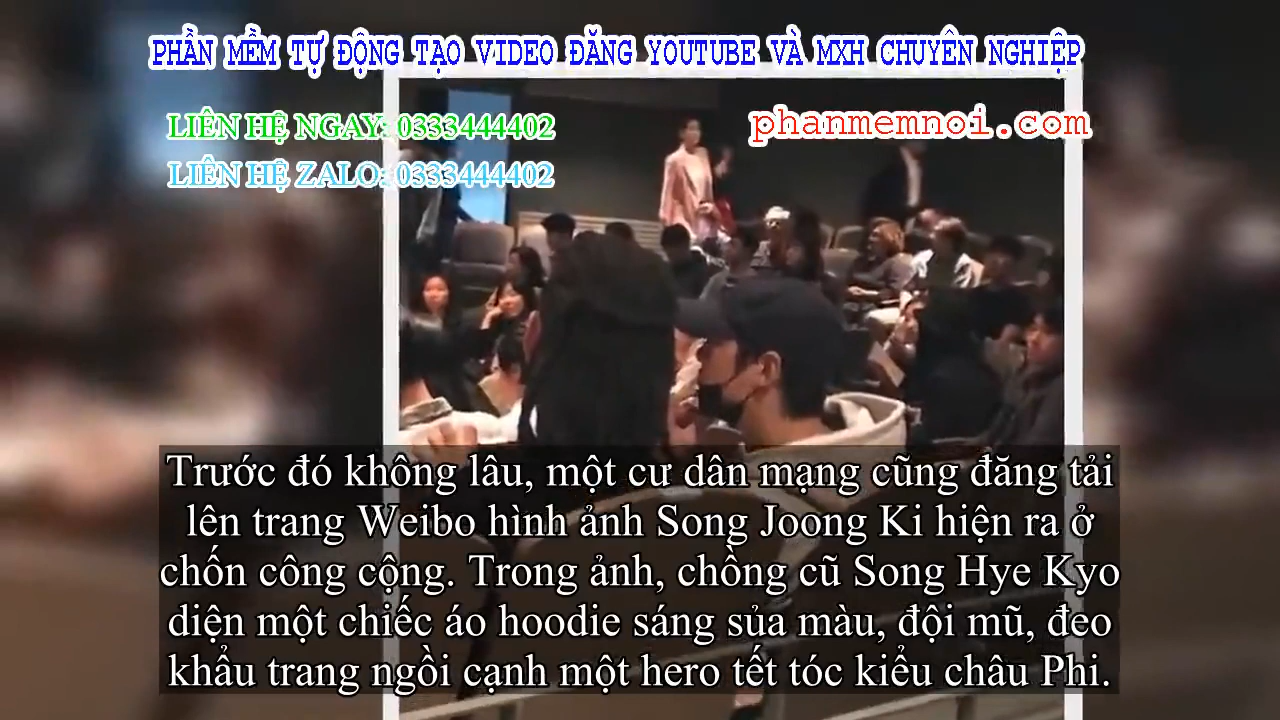 PHẦN MỀM TỰ ĐỘNG TẠO VIDEO ĐĂNG YOUTUBE VÀ MXH CHUYÊN NGHIỆP
LIÊN HỆ NGAY: 0333444402
phanmemnoi.com
LIÊN HỆ ZALO: 0333444402
Trước đó không lâu, một cư dân mạng cũng đăng tải
lên trang Weibo hình ảnh Song Joong Ki hiện ra ở
chốn công cộng. Trong ảnh, chồng cũ Song Hye Kyo
diện một chiếc áo hoodie sáng sủa màu, đội mũ, đeo
khẩu trang ngồi cạnh một hero tết tóc kiểu châu Phi.